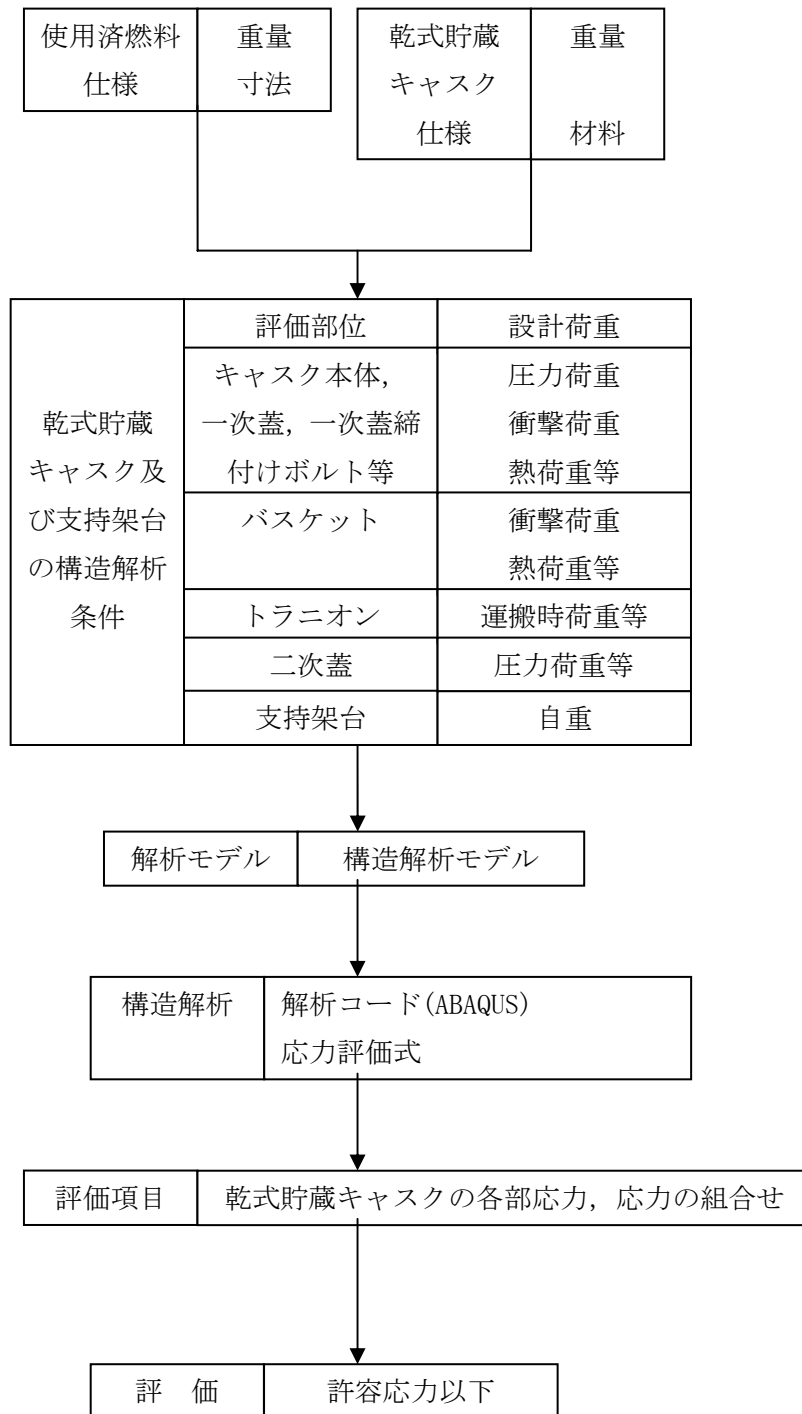 使用済燃料
仕様
重量
寸法
乾式貯蔵
キャスク
仕様
重量
材料
乾式貯蔵
キャスク及
び支持架台
の構造解析
条件
評価部位
設計荷重
キャスク本体,
一次蓋, 一次蓋締
付けボルト等
圧力荷重
衝撃荷重
熱荷重等
バスケット
衝撃荷重
熱荷重等
トラニオン
運搬時荷重等
二次蓋
圧力荷重等
支持架台
自重
解析モデル
構造解析モデル
構造解析
解析コード(ABAQUS)
応力評価式
評価項目
乾式貯蔵キャスクの各部応力, 応力の組合せ
評　価
許容応力以下